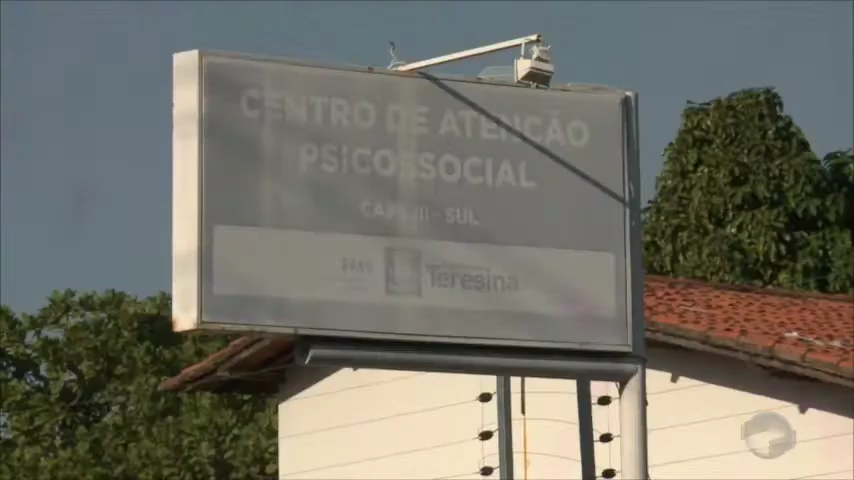 CENTRO DE ATENÇÃO
PSICOSSOCIAL
CAPS III - SUL
Teresina